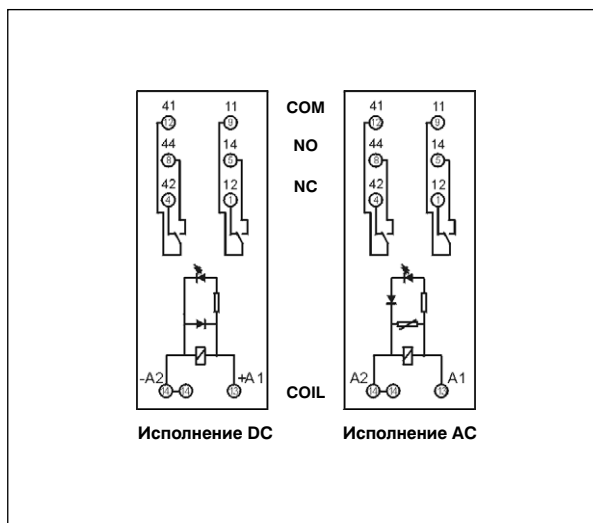 41 11 COM 41 11
12 9 12 9
44 14 NO 44 14
8 5 8 5
42 12 NC 42 12
4 1 4 1
-A2 +A1 A2 A1
14 14 13 COIL 14 14 13
Исполнение DC Исполнение AC